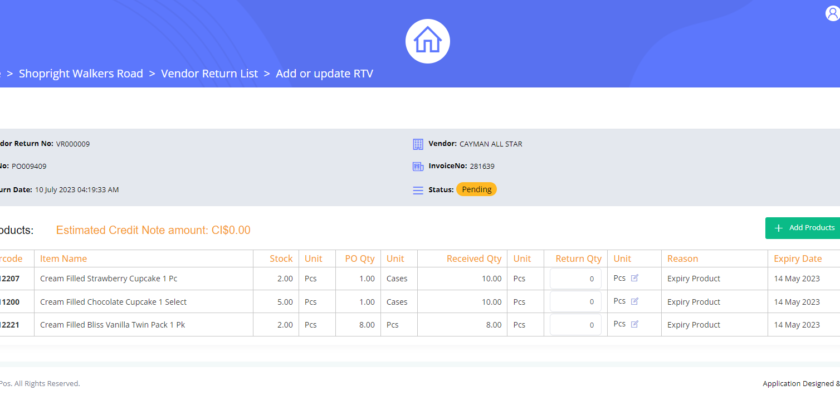 > Shopright Walkers Road > Vendor Return List > Add or update RTV
dor Return No: VR000009
Vendor: CAYMAN ALL STAR
No: PO009409
InvoiceNo: 281639
urn Date: 10 July 2023 04:19:33 AM
Status: Pending
oducts: Estimated Credit Note amount: CI$0.00
+ Add Products
rcode Item Name Stock Unit PO Qty Unit Received Qty Unit Return Qty Unit Reason Expiry Date
2207 Cream Filled Strawberry Cupcake 1 Pc 2.00 Pcs 1.00 Cases 10.00 Pcs 0 Pcs Expiry Product 14 May 2023
1200 Cream Filled Chocolate Cupcake 1 Select 5.00 Pcs 1.00 Cases 10.00 Pcs 0 Pcs Expiry Product 14 May 2023
2221 Cream Filled Bliss Vanilla Twin Pack 1 Pk 2.00 Pcs 8.00 Pcs 8.00 Pcs 0 Pcs Expiry Product 14 May 2023
Pos. All Rights Reserved.
Application Designed &